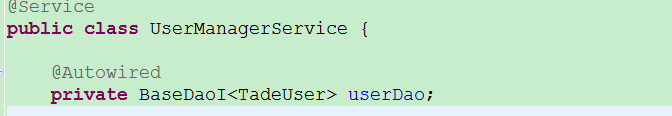 @Service
public class UserManagerService {
@Autowired
private BaseDaoI<TadeUser> userDao;